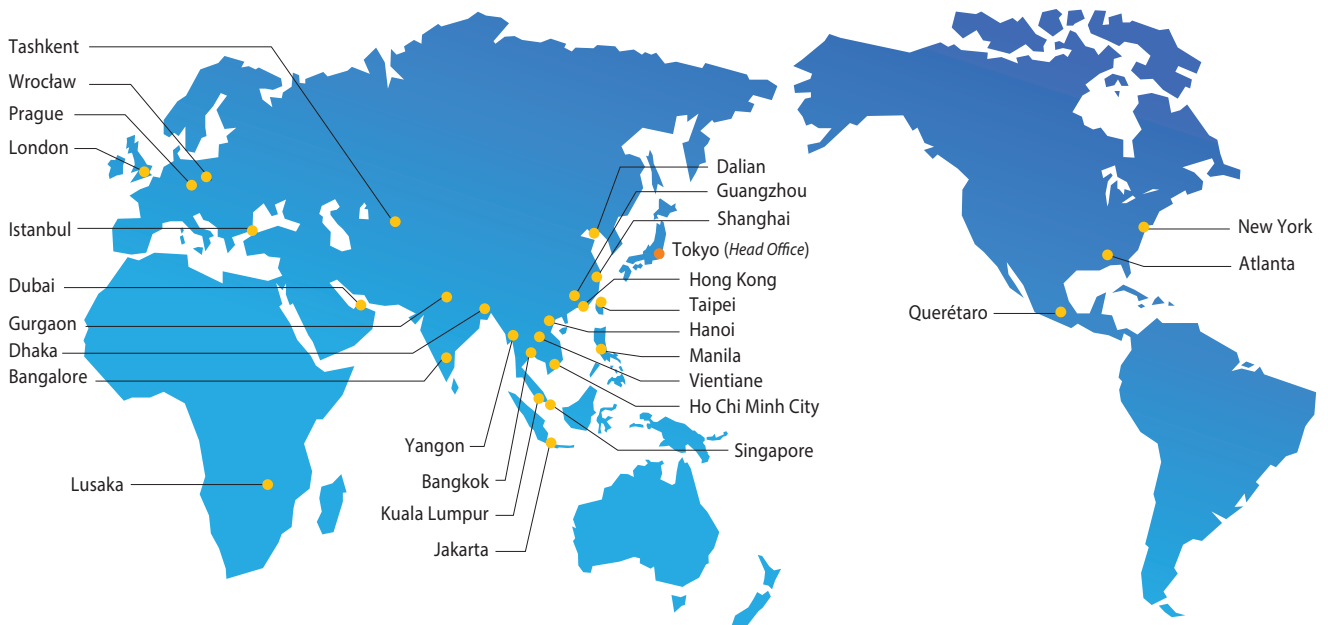 Tashkent
Wrocław
Prague
London
Istanbul
Dubai
Gurgaon
Dhaka
Bangalore
Lusaka
Yangon
Bangkok
Kuala Lumpur
Jakarta
Dalian
Guangzhou
Shanghai
Tokyo (Head Office)
Hong Kong
Taipei
Hanoi
Manila
Vientiane
Ho Chi Minh City
Singapore
Querétaro
New York
Atlanta